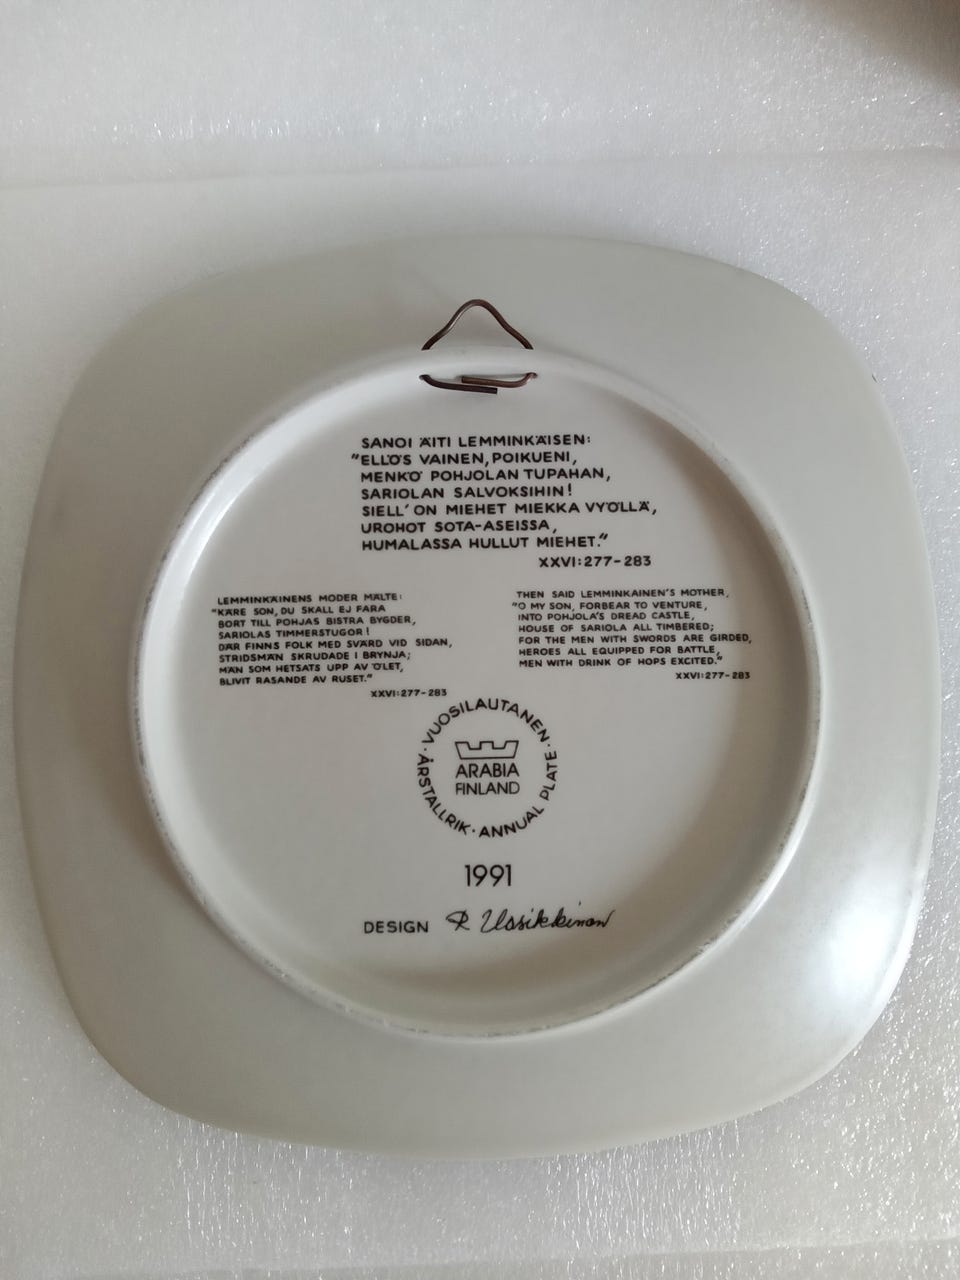 SANOI ÄITI LEMMINKÄISEN:
"ELLÖS VAINEN, POIKUENI,
MENKÖ POHJOLAN TUPAHAN,
SARIOLAN SALVOKSIHIN!
SIELL' ON MIEHET MIEKKA VYÖLLÄ,
UROHOT SOTA-ASEISSA,
HUMALASSA HULLUT MIEHET."
XXVI:277-283
LEMMINKÄINENS MODER MÄLTE:
"KÄRE SON, DU SKALL EJ FARA
BORT TILL POHJAS BISTRA BYGDER,
SARIOLAS TIMMERSTUGOR!
DÄR FINNS FOLK MED SVÄRD VID SIDAN,
STRIDSMÄN SKRUDADE I BRYNJA;
MÄN SOM HETSATS UPP AV ÖLET,
BLIVIT RASANDE AV RUSET."
XXVI:277-283
THEN SAID LEMMINKAINEN'S MOTHER,
"O MY SON, FORBEAR TO VENTURE,
INTO POHJOLA'S DREAD CASTLE,
HOUSE OF SARIOLA ALL TIMBERED;
FOR THE MEN WITH SWORDS ARE GIRDED,
HEROES ALL EQUIPPED FOR BATTLE,
MEN WITH DRINK OF HOPS EXCITED."
XXVI:277-283
· VUOSILAUTANEN · ANNUAL PLATE · ÅRSTALLRIK
ARABIA
FINLAND
1991
DESIGN R Uosikkinen